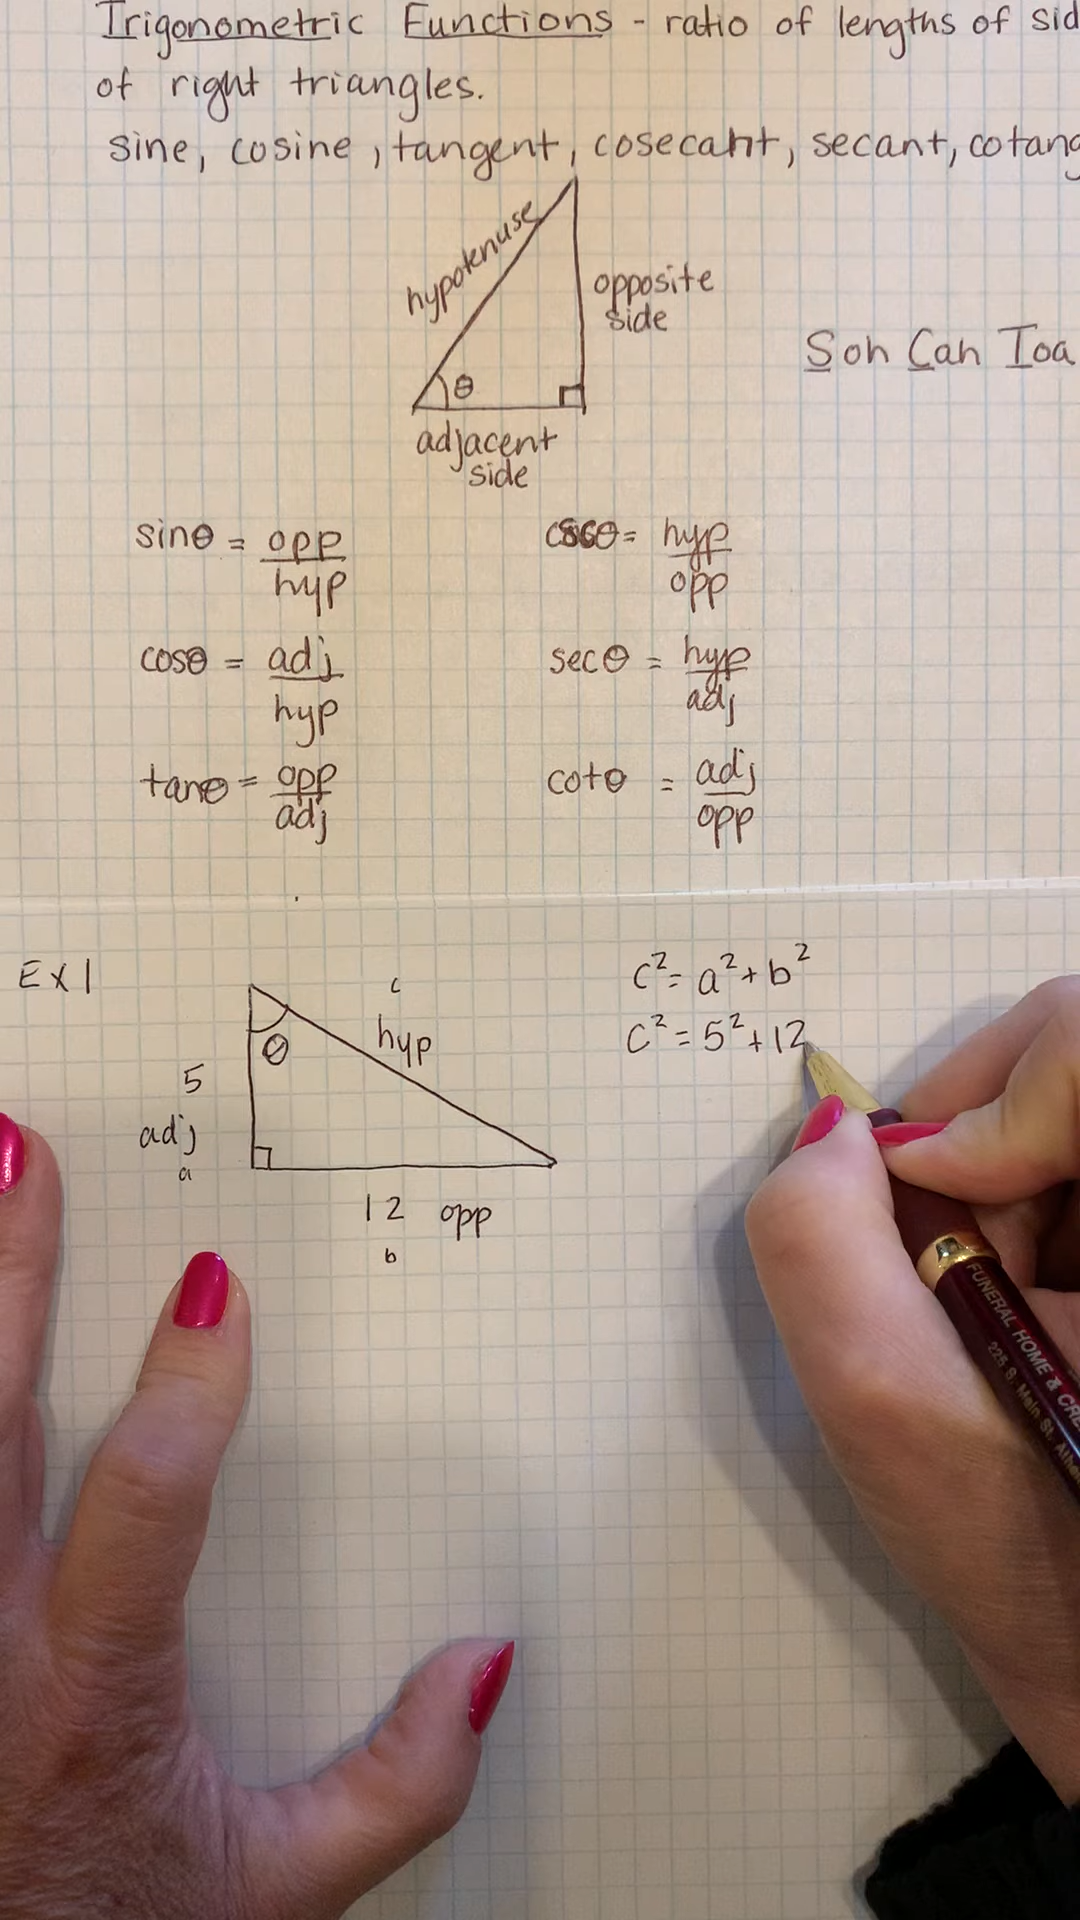 Trigonometric Functions - ratio of lengths of sid
of right triangles.
sine, cosine, tangent, cosecant, secant, cotang
hypotenuse
opposite
side
Soh Cah Toa
θ
adjacent
side
sinθ = opp
hyp
cscθ = hyp
opp
cosθ = adj
hyp
secθ = hyp
adj
tanθ = opp
adj
cotθ = adj
opp
EX 1
c
hyp
θ
5
adj
a
12 opp
b
c² = a² + b²
c² = 5² + 12
FUNERAL HOME & CRE
225 S. Main St. Athe